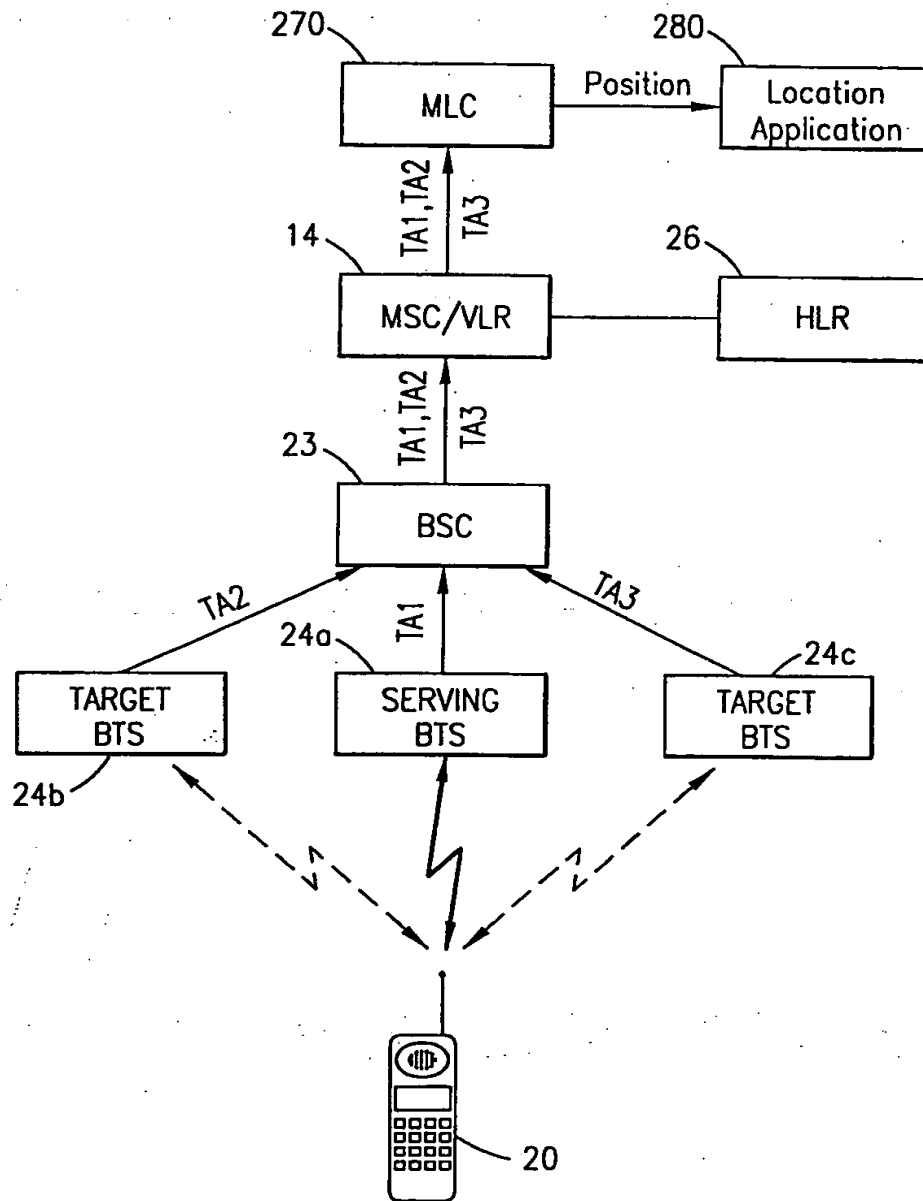 270
280
MLC
Position
Location
Application
TA1,TA2
TA3
14
26
MSC/VLR
HLR
TA1,TA2
TA3
23
BSC
TA2
TA1
TA3
24a
24c
TARGET
BTS
SERVING
BTS
TARGET
BTS
24b
20